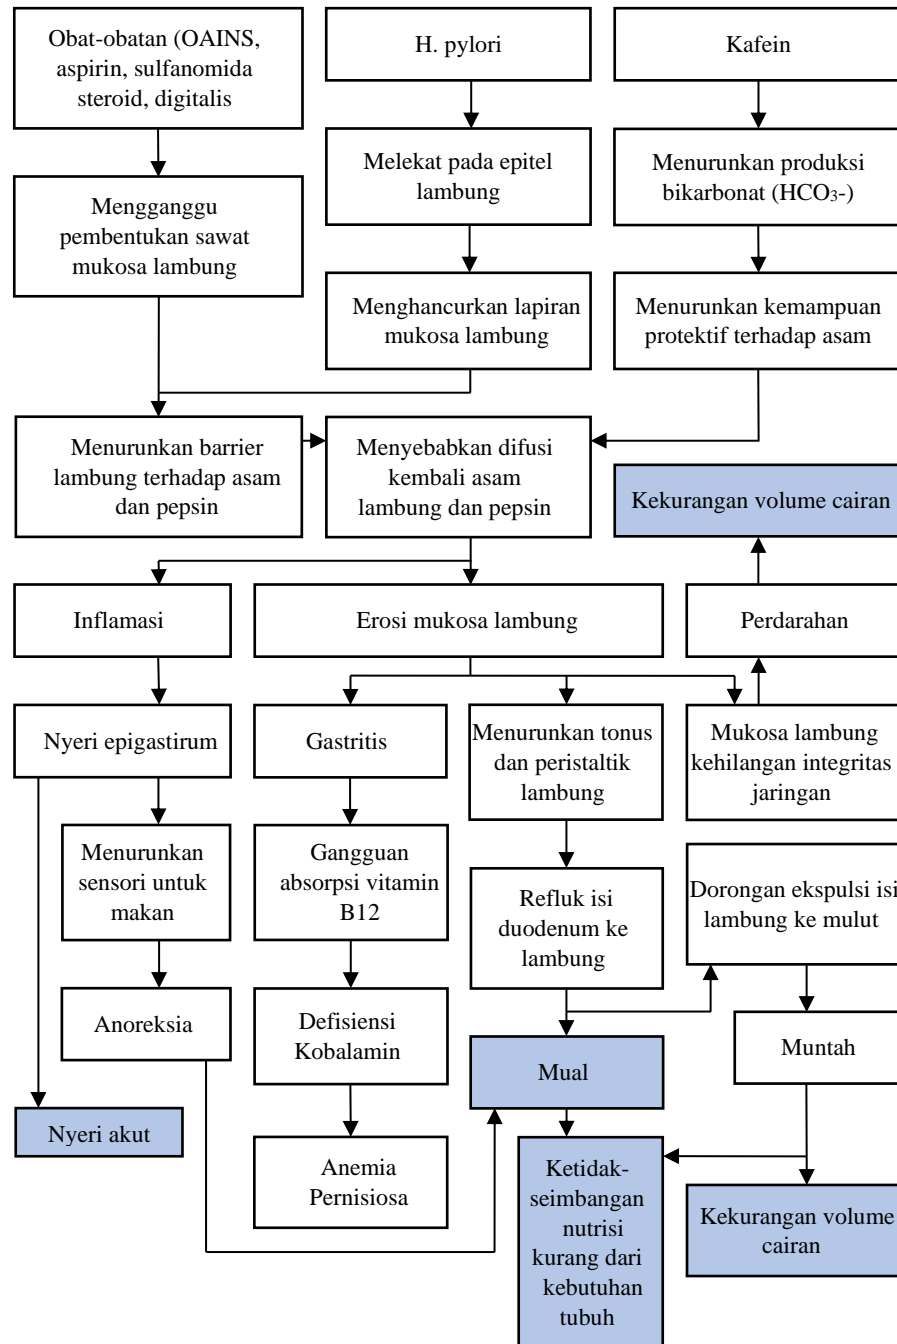 Obat-obatan (OAINS,
aspirin, sulfanomida
steroid, digitalis
H. pylori
Kafein
Melekat pada epitel
lambung
Menurunkan produksi
bikarbonat (HCO₃-)
Mengganggu
pembentukan sawat
mukosa lambung
Menghancurkan lapiran
mukosa lambung
Menurunkan kemampuan
protektif terhadap asam
Menurunkan barrier
lambung terhadap asam
dan pepsin
Menyebabkan difusi
kembali asam
lambung dan pepsin
Kekurangan volume cairan
Inflamasi
Erosi mukosa lambung
Perdarahan
Nyeri epigastirum
Gastritis
Menurunkan tonus
dan peristaltik
lambung
Mukosa lambung
kehilangan integritas
jaringan
Menurunkan
sensori untuk
makan
Gangguan
absorpsi vitamin
B12
Refluk isi
duodenum ke
lambung
Dorongan ekspulsi isi
lambung ke mulut
Anoreksia
Defisiensi
Kobalamin
Mual
Muntah
Nyeri akut
Anemia
Pernisiosa
Ketidak-
seimbangan
nutrisi
kurang dari
kebutuhan
tubuh
Kekurangan volume
cairan